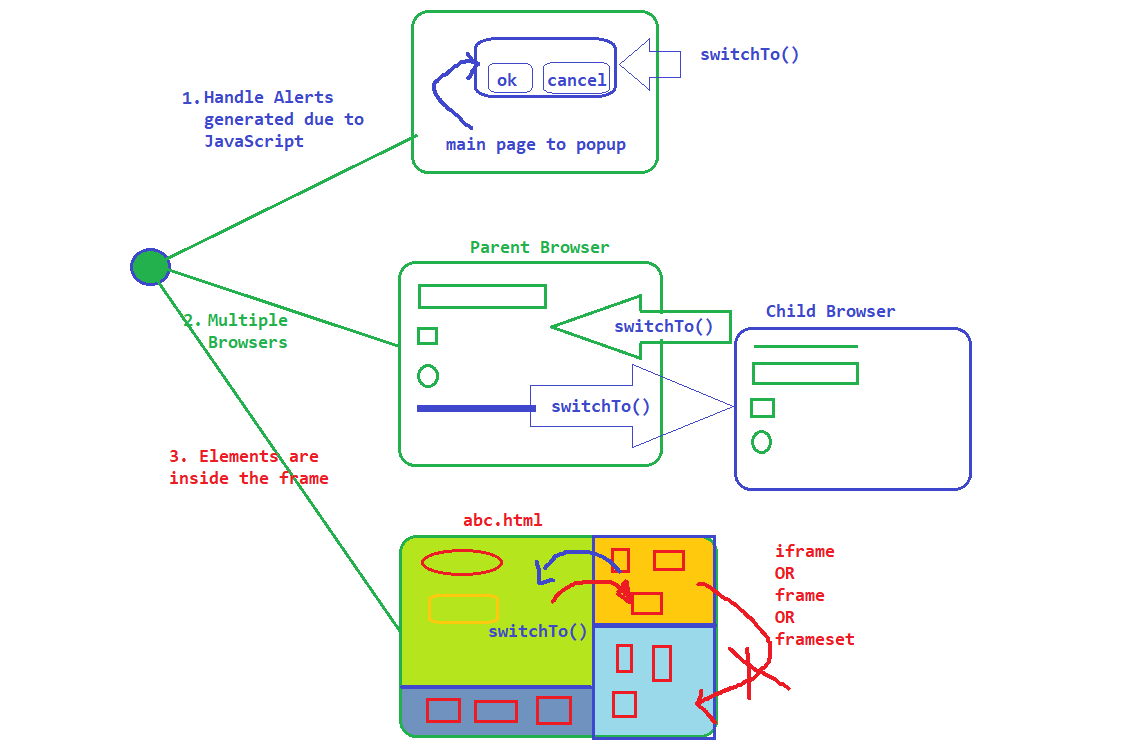 switchTo()
ok cancel
1. Handle Alerts
generated due to
JavaScript
main page to popup
Parent Browser
Child Browser
2. Multiple
Browsers
switchTo()
switchTo()
3. Elements are
inside the frame
abc.html
iframe
OR
frame
OR
frameset
switchTo()